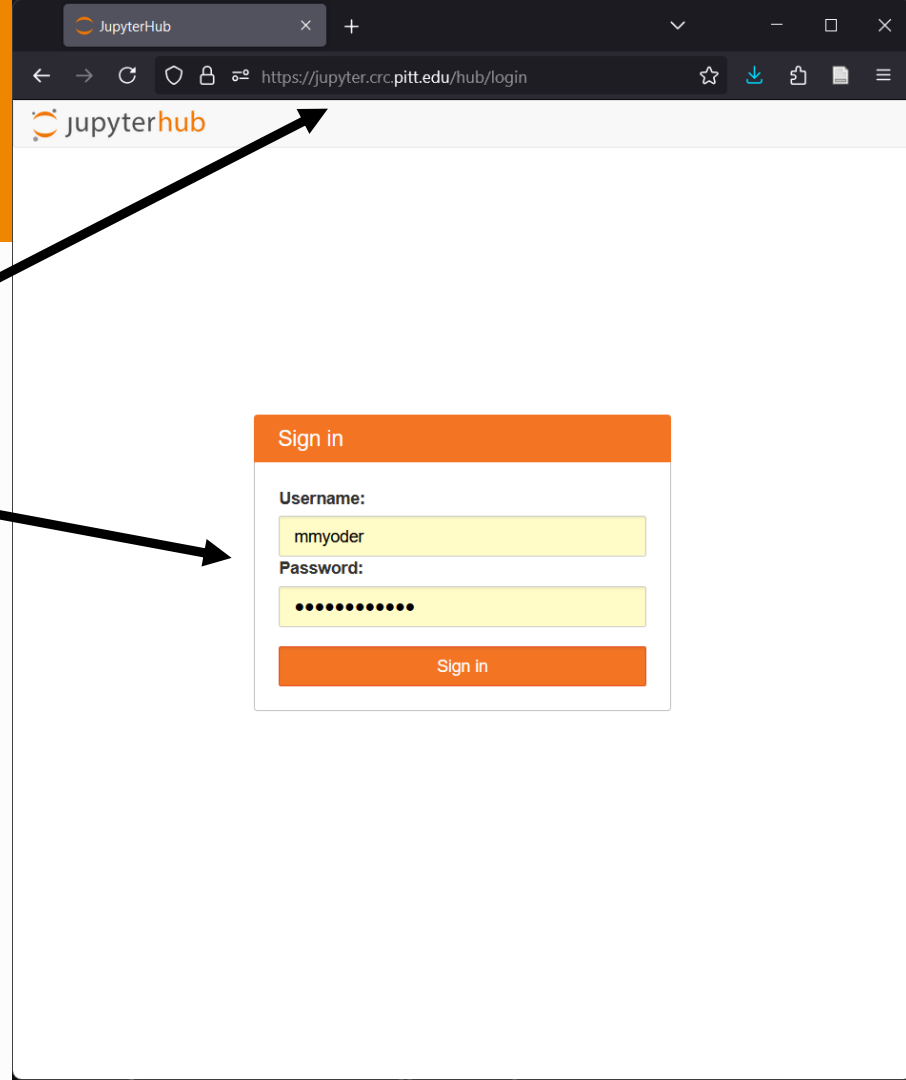 JupyterHub
https://jupyter.crc.pitt.edu/hub/login
jupyterhub
Sign in
Username:
mmyoder
Password:
••••••••••••
Sign in